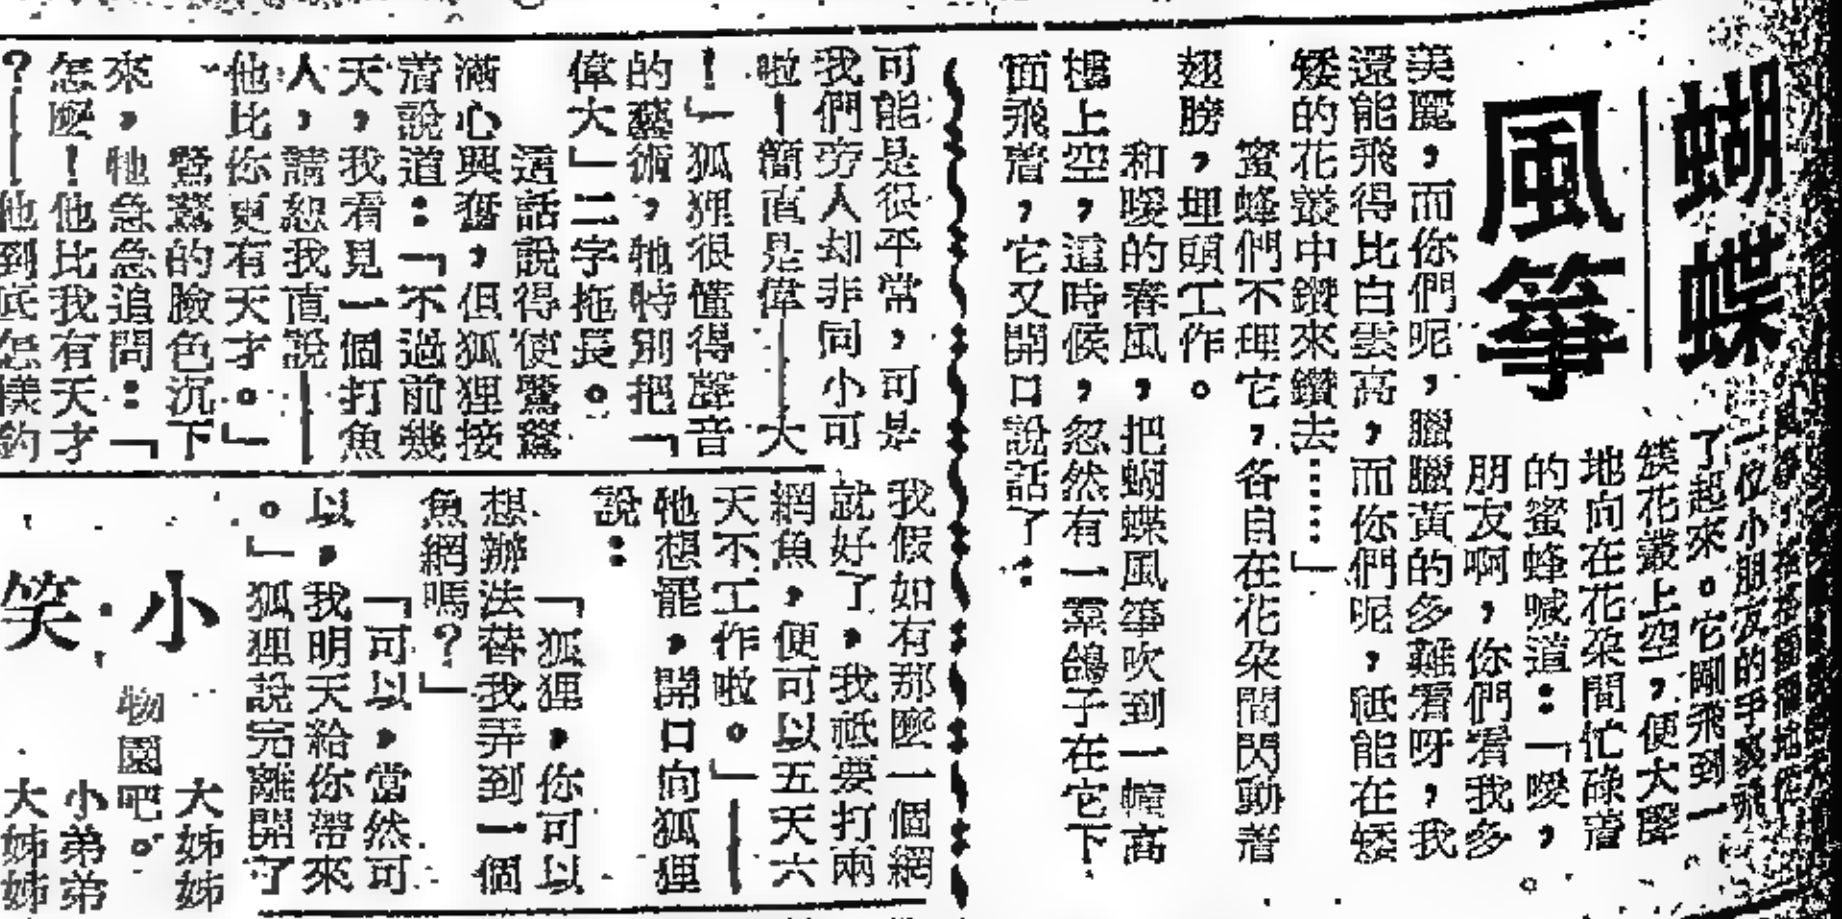 蝴蝶
風箏
了起來。它剛飛到一
簇花叢上空，便大聲
地向在花朵間忙碌着
的蜜蜂喊道：「噯，
朋友啊，你們看我多
美麗，而你們呢，臘臘黃的多難看呀，我
還能飛得比白雲高，而你們呢，祗能在矮
矮的花叢中鑽來鑽去……」
蜜蜂們不理它，各自在花朵間閃動着
翅膀，埋頭工作。
和噯的春風，把蝴蝶風箏吹到一幢高
樓上空，這時候，忽然有一羣鴿子在它下
面飛着，它又開口說話了：
可能是很平常，可是
我們旁人却非同小可
啦—簡直是偉——大
！」狐狸很懂得聲音
的藝術，牠特別把「
偉大」二字拖長。
這話說得使鷺鷥
滿心興奮，但狐狸接
着說道：「不過前幾
天，我看見一個打魚
人，請恕我直說——
他比你更有天才。」
鷺鷥的臉色沉下
來，牠急急追問：「
怎麼！他比我有天才
？——他到底怎樣釣
我假如有那麼一個網
就好了，我祗要打兩
網魚，便可以五天六
天不工作啦。」——
牠想罷，開口向狐狸
說：
「狐狸，你可以
想辦法替我弄到一個
魚網嗎？」
「可以，當然可
以，我明天給你帶來
。」狐狸說完離開了
小·笑
大姊姊
物園吧。
小弟弟
大姊姊